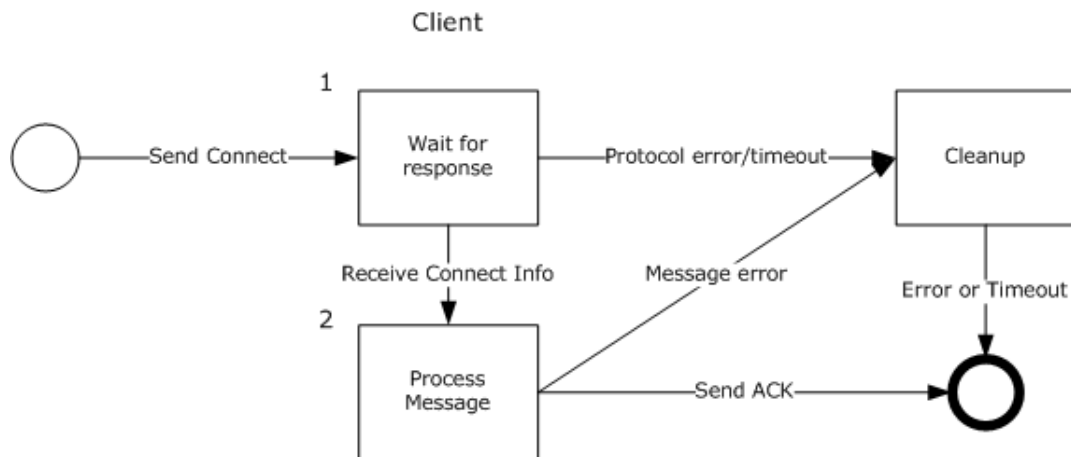 Client
1
Wait for
response
Send Connect
Protocol error/timeout
Cleanup
Receive Connect Info
Message error
Error or Timeout
2
Process
Message
Send ACK